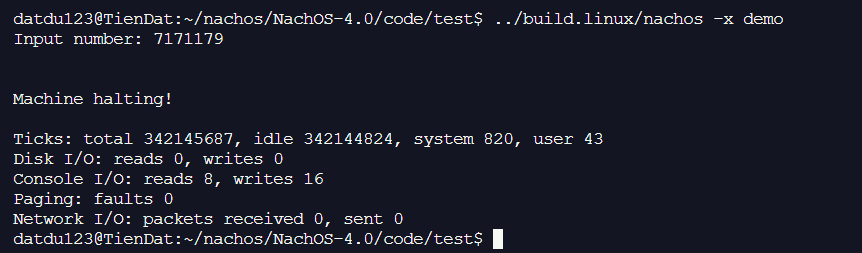 datdu123@TienDat:~/nachos/NachOS-4.0/code/test$ ../build.linux/nachos -x demo
Input number: 7171179
Machine halting!
Ticks: total 342145687, idle 342144824, system 820, user 43
Disk I/O: reads 0, writes 0
Console I/O: reads 8, writes 16
Paging: faults 0
Network I/O: packets received 0, sent 0
datdu123@TienDat:~/nachos/NachOS-4.0/code/test$